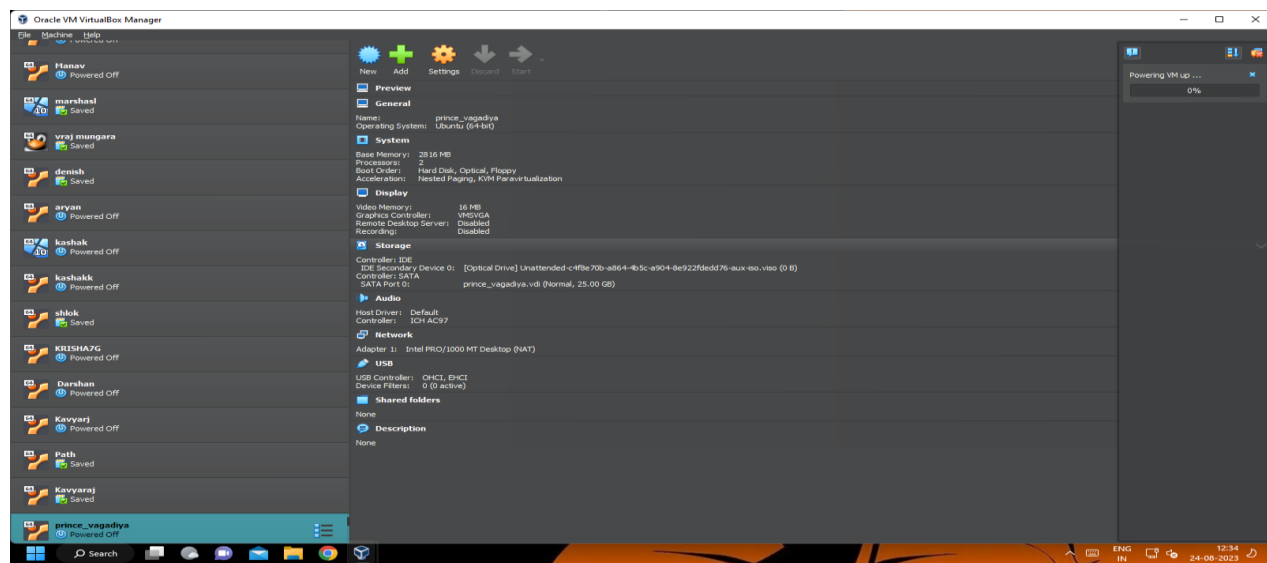 Oracle VM VirtualBox Manager
File Machine Help
Manav
Powered Off
marshasl
Saved
vraj mungara
Saved
denish
Saved
aryan
Powered Off
kashak
Powered Off
kashakk
Powered Off
shlok
Saved
KRISHA7G
Powered Off
Darshan
Powered Off
Kavyarj
Powered Off
Path
Saved
Kavyaraj
Saved
prince_vagadiya
Powered Off
New Add Settings Discard Start
Preview
General
Name: prince_vagadiya
Operating System: Ubuntu (64-bit)
System
Base Memory: 2816 MB
Processors: 2
Boot Order: Hard Disk, Optical, Floppy
Acceleration: Nested Paging, KVM Paravirtualization
Display
Video Memory: 16 MB
Graphics Controller: VMSVGA
Remote Desktop Server: Disabled
Recording: Disabled
Storage
Controller: IDE
IDE Secondary Device 0: [Optical Drive] Unattended-c4f8e70b-a864-4b5c-a904-8e922fdedd76-aux-iso.viso (0 B)
Controller: SATA
SATA Port 0: prince_vagadiya.vdi (Normal, 25.00 GB)
Audio
Host Driver: Default
Controller: ICH AC97
Network
Adapter 1: Intel PRO/1000 MT Desktop (NAT)
USB
USB Controller: OHCI, EHCI
Device Filters: 0 (0 active)
Shared folders
None
Description
None
Powering VM up ...
0%
Search
ENG
IN
12:34
24-08-2023